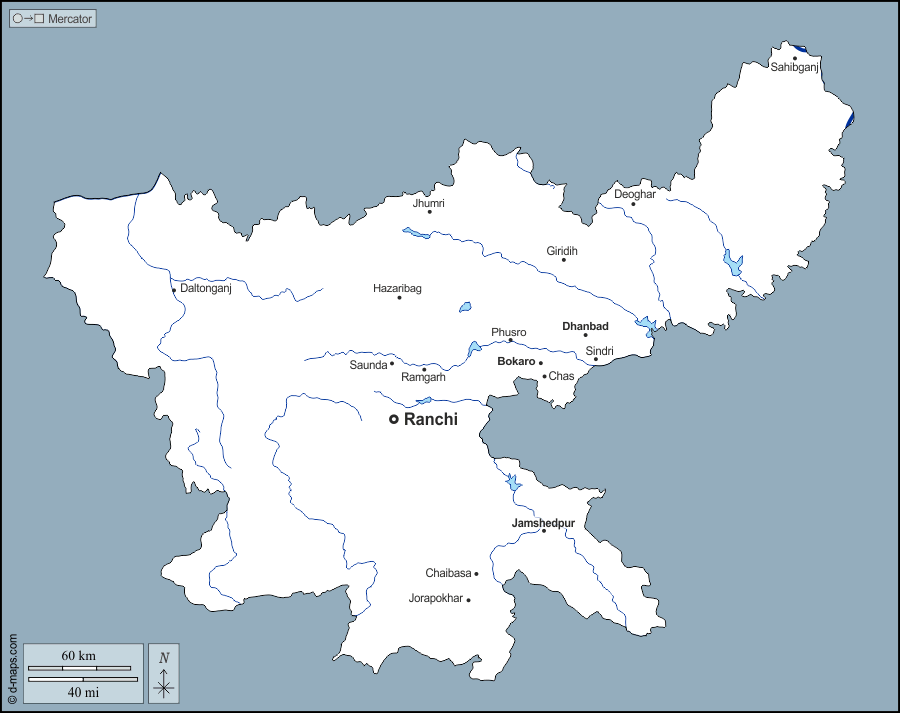 Mercator
Sahibganj
Deoghar
Jhumri
Giridih
Daltonganj
Hazaribag
Dhanbad
Phusro
Sindri
Bokaro
Saunda
Ramgarh
Chas
Ranchi
Jamshedpur
Chaibasa
Jorapokhar
60 km
40 mi
N
© d-maps.com